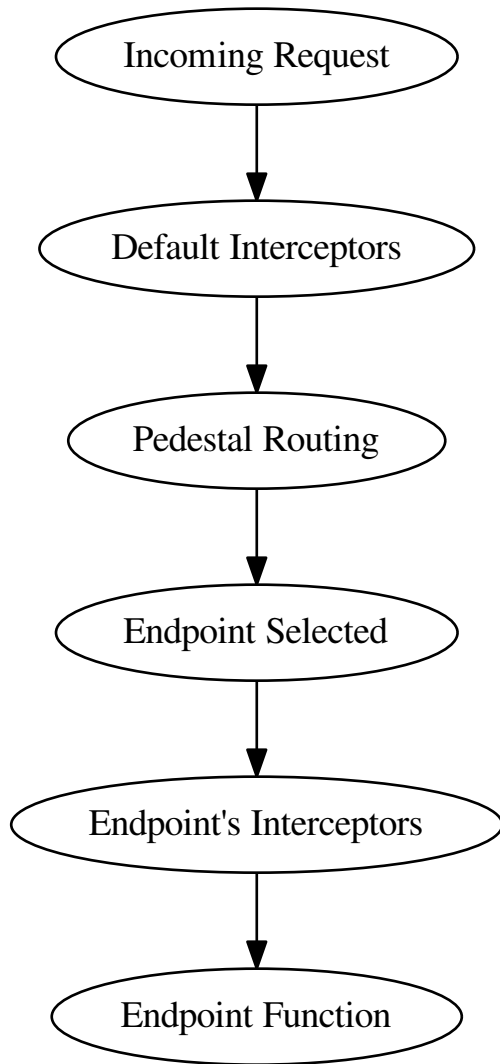 Incoming Request
Default Interceptors
Pedestal Routing
Endpoint Selected
Endpoint's Interceptors
Endpoint Function